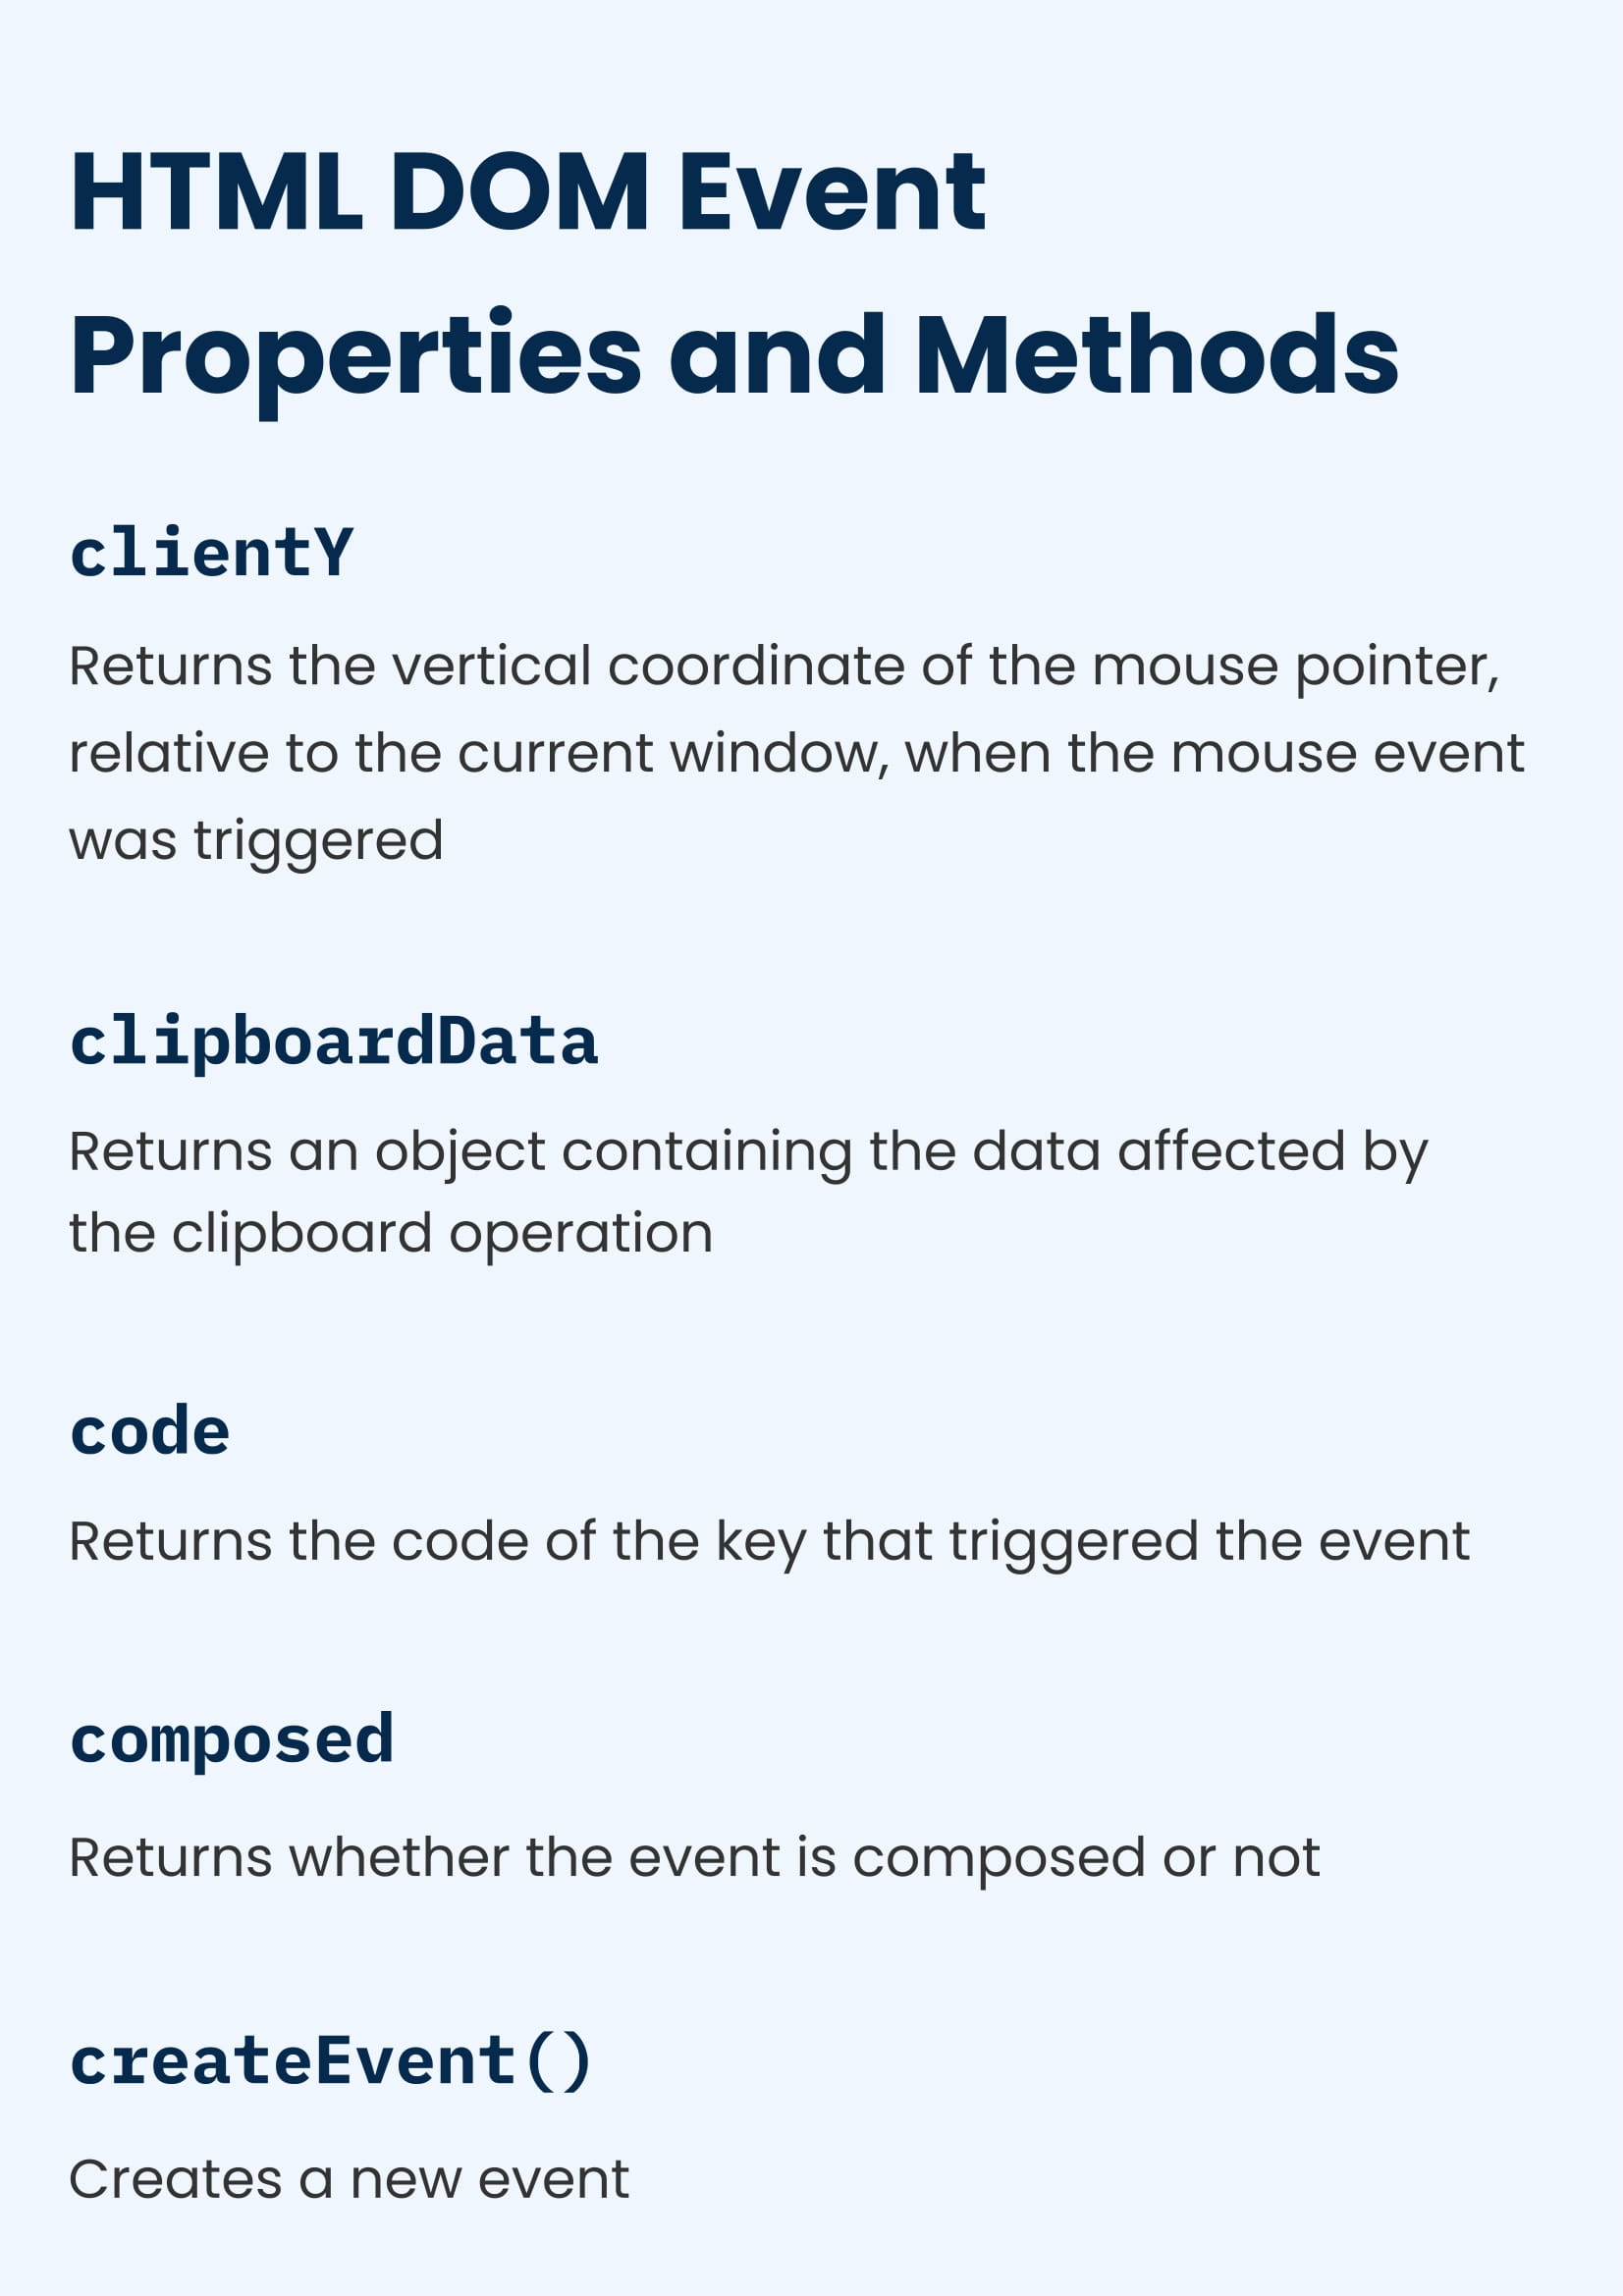 HTML DOM Event
Properties and Methods
clientY
Returns the vertical coordinate of the mouse pointer,
relative to the current window, when the mouse event
was triggered
clipboardData
Returns an object containing the data affected by
the clipboard operation
code
Returns the code of the key that triggered the event
composed
Returns whether the event is composed or not
createEvent()
Creates a new event